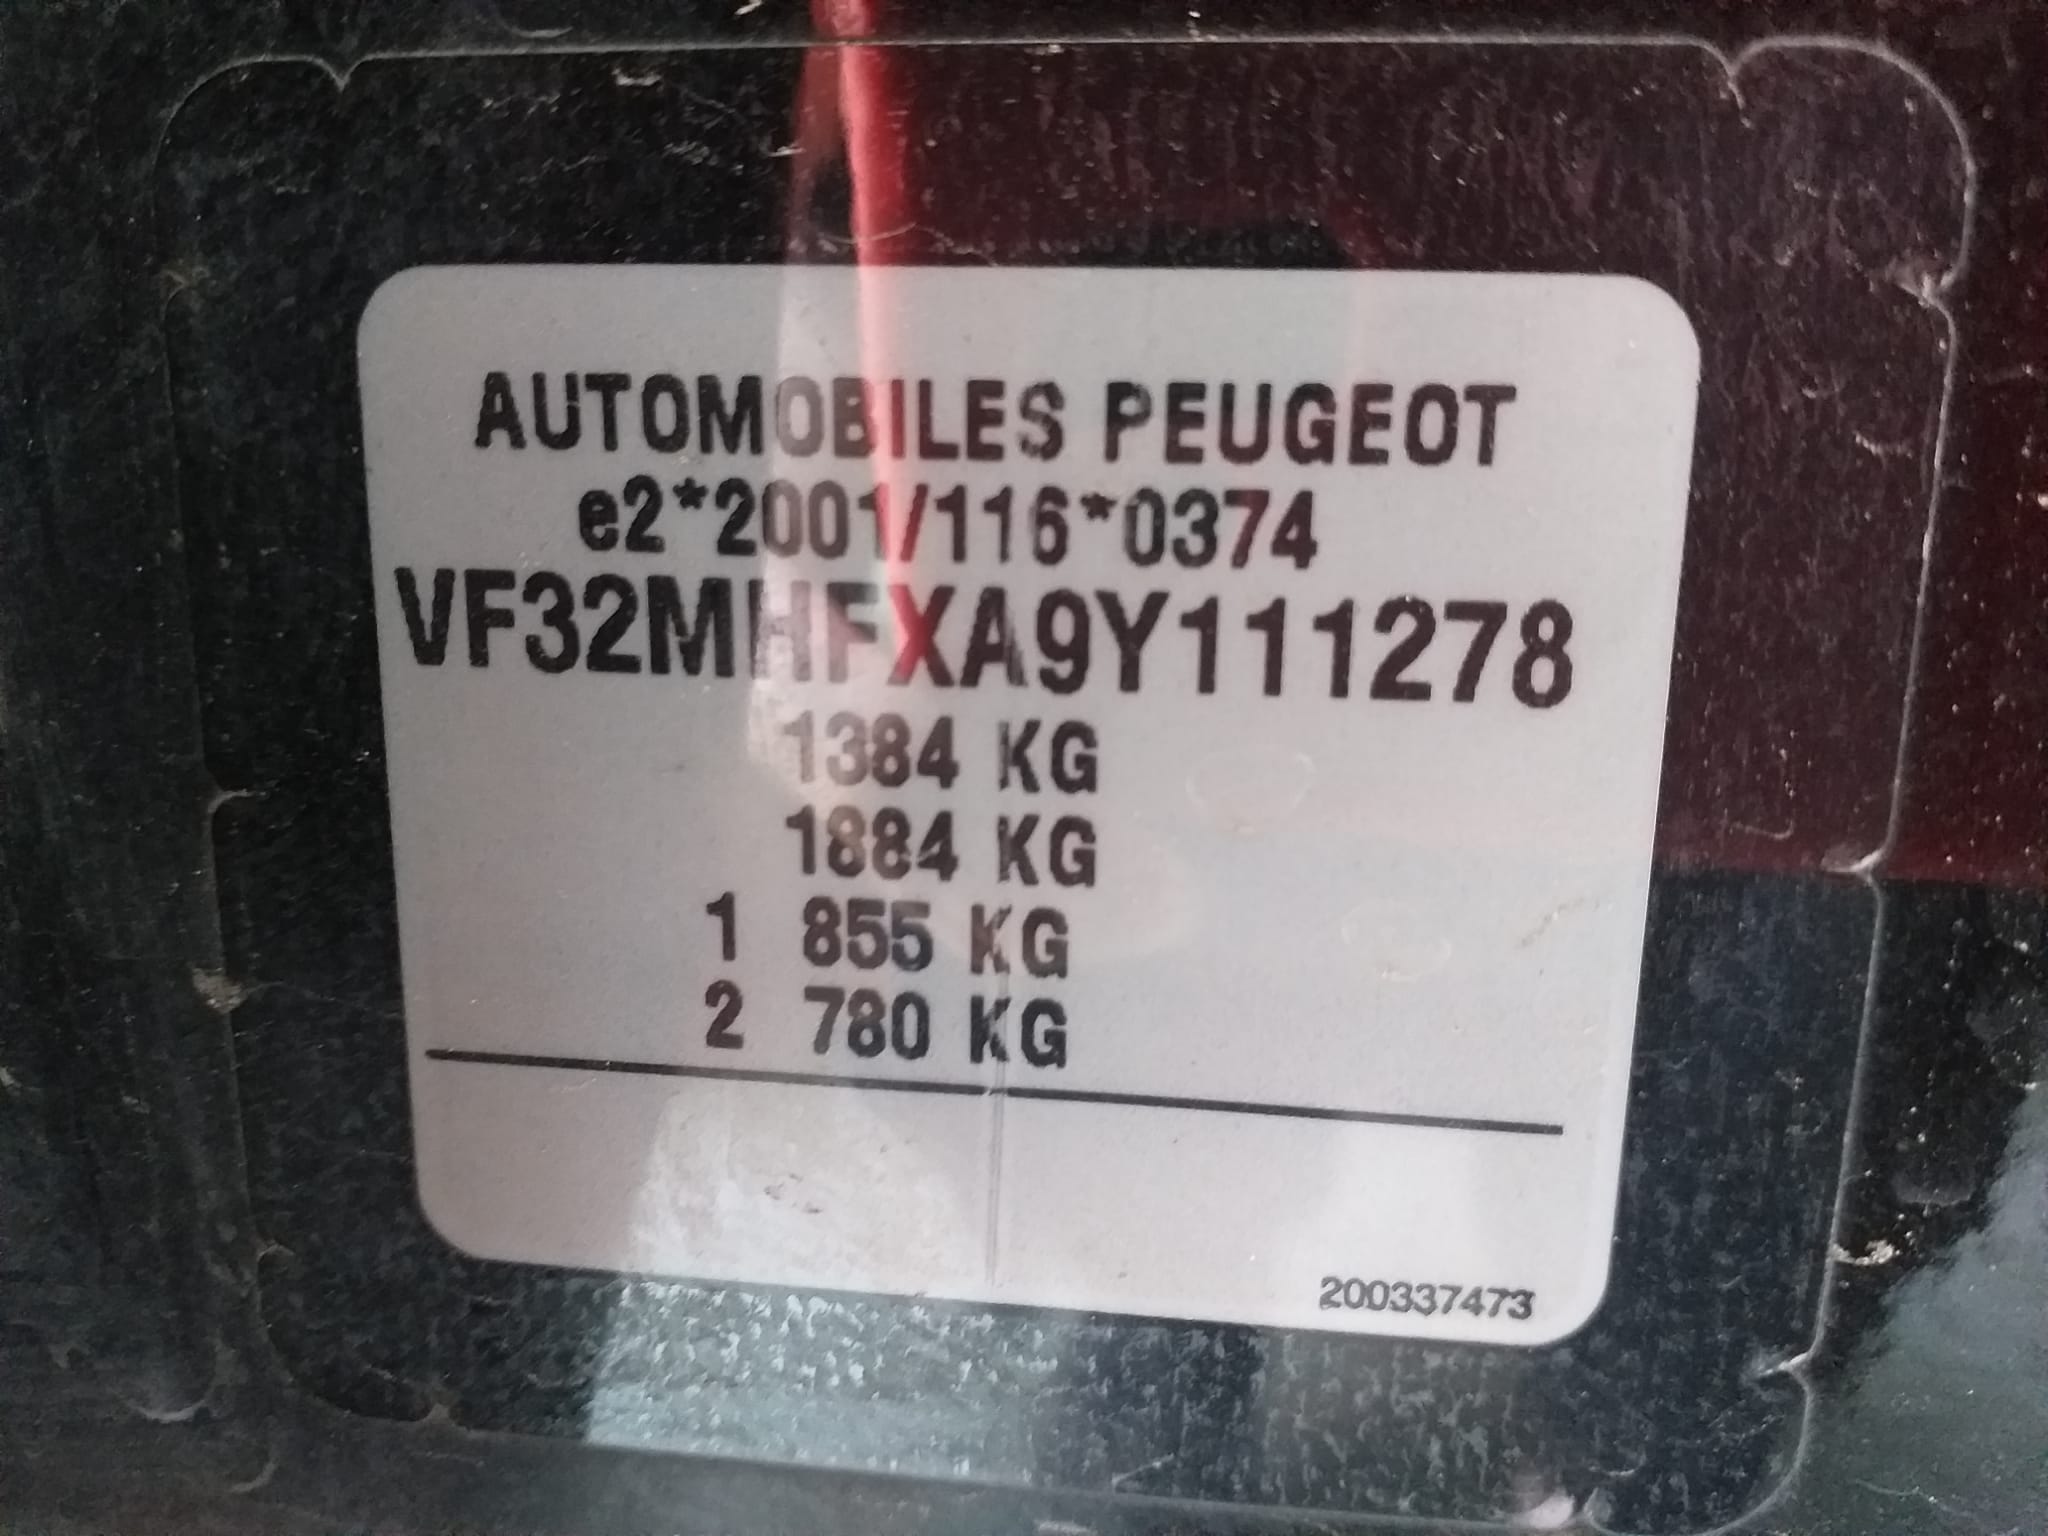 AUTOMOBILES PEUGEOT
e2*2001/116*0374
VF32MHFXA9Y111278
1384 KG
1884 KG
1 855 KG
2 780 KG
200337473